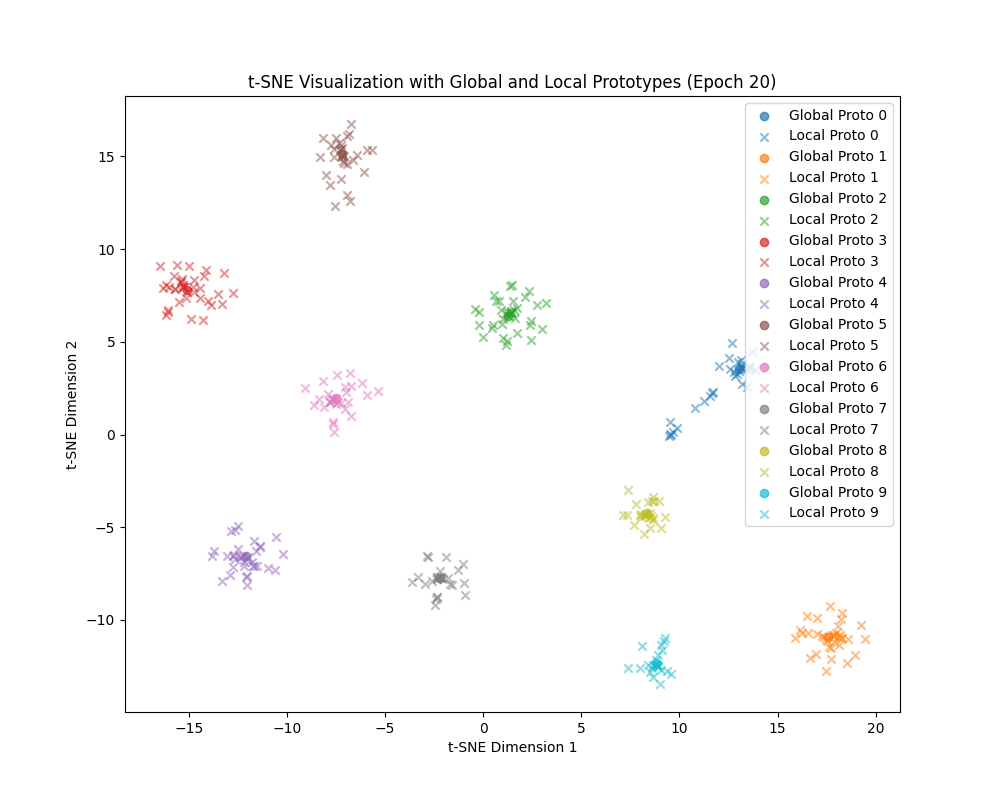 t-SNE Visualization with Global and Local Prototypes (Epoch 20)
Global Proto 0
Local Proto 0
Global Proto 1
Local Proto 1
Global Proto 2
Local Proto 2
Global Proto 3
Local Proto 3
Global Proto 4
Local Proto 4
Global Proto 5
Local Proto 5
Global Proto 6
Local Proto 6
Global Proto 7
Local Proto 7
Global Proto 8
Local Proto 8
Global Proto 9
Local Proto 9
t-SNE Dimension 2
15
10
5
0
−5
−10
−15
−10
−5
0
5
10
15
20
t-SNE Dimension 1